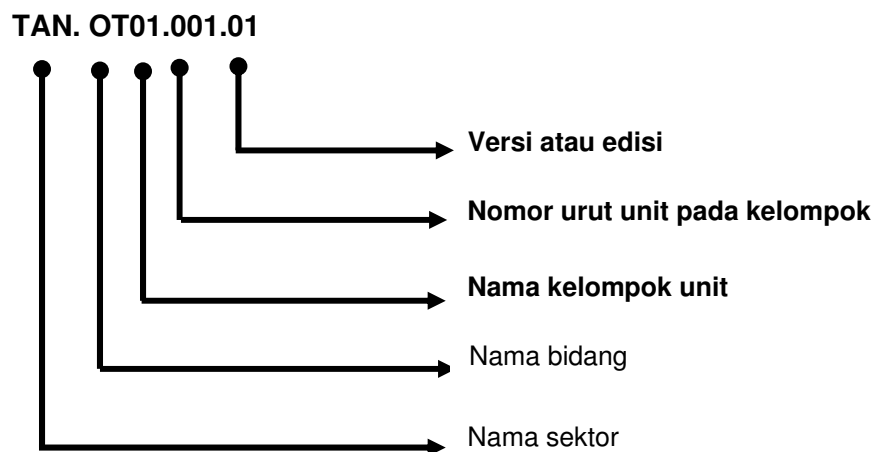 TAN. OT01.001.01
Versi atau edisi
Nomor urut unit pada kelompok
Nama kelompok unit
Nama bidang
Nama sektor